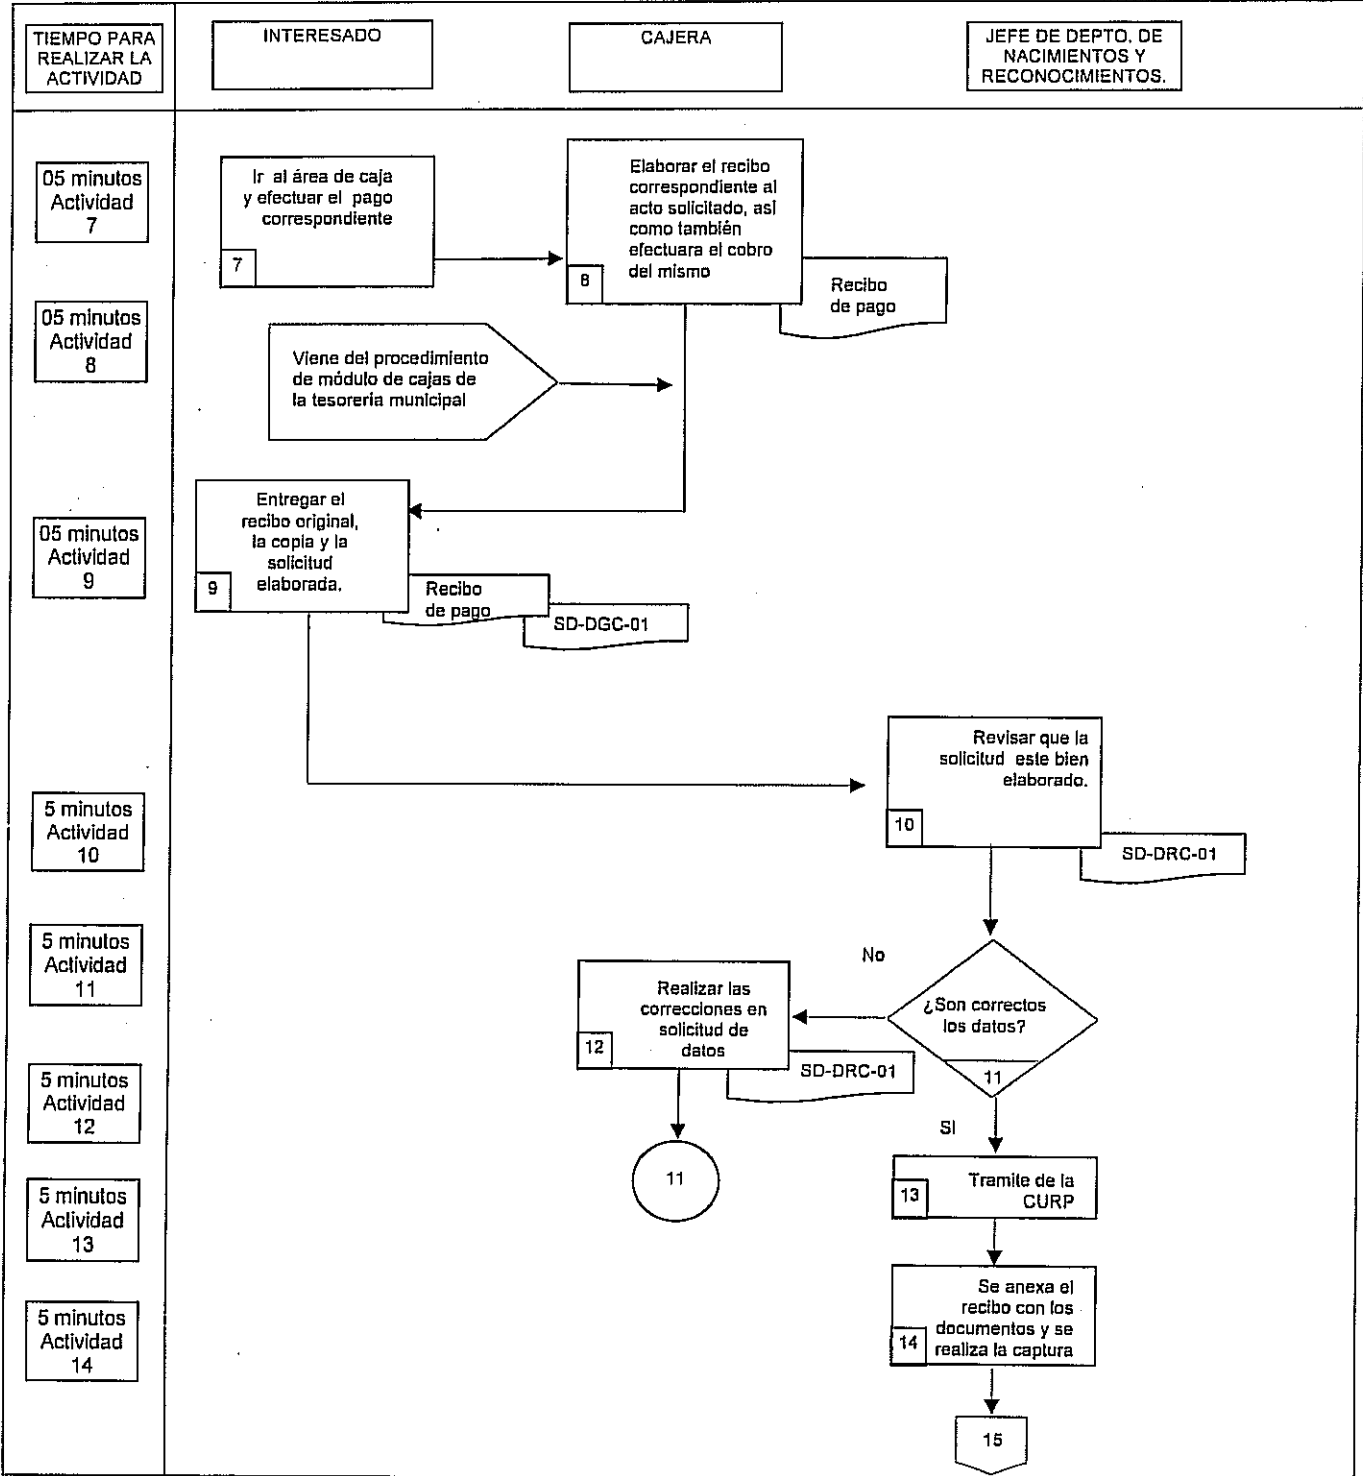 TIEMPO PARA
REALIZAR LA
ACTIVIDAD
INTERESADO
CAJERA
JEFE DE DEPTO. DE
NACIMIENTOS Y
RECONOCIMIENTOS.
05 minutos
Actividad
7
Ir al área de caja
y efectuar el pago
correspondiente
7
Elaborar el recibo
correspondiente al
acto solicitado, asi
como también
efectuara el cobro
del mismo
8
Recibo
de pago
05 minutos
Actividad
8
Viene del procedimiento
de módulo de cajas de
la tesorería municipal
05 minutos
Actividad
9
Entregar el
recibo original,
la copia y la
solicitud
elaborada.
9
Recibo
de pago
SD-DGC-01
5 minutos
Actividad
10
Revisar que la
solicitud este bien
elaborado.
10
SD-DRC-01
5 minutos
Actividad
11
No
¿Son correctos
los datos?
11
Realizar las
correcciones en
solicitud de
datos
12
SD-DRC-01
5 minutos
Actividad
12
SI
11
5 minutos
Actividad
13
Tramite de la
CURP
13
5 minutos
Actividad
14
Se anexa el
recibo con los
documentos y se
realiza la captura
14
15